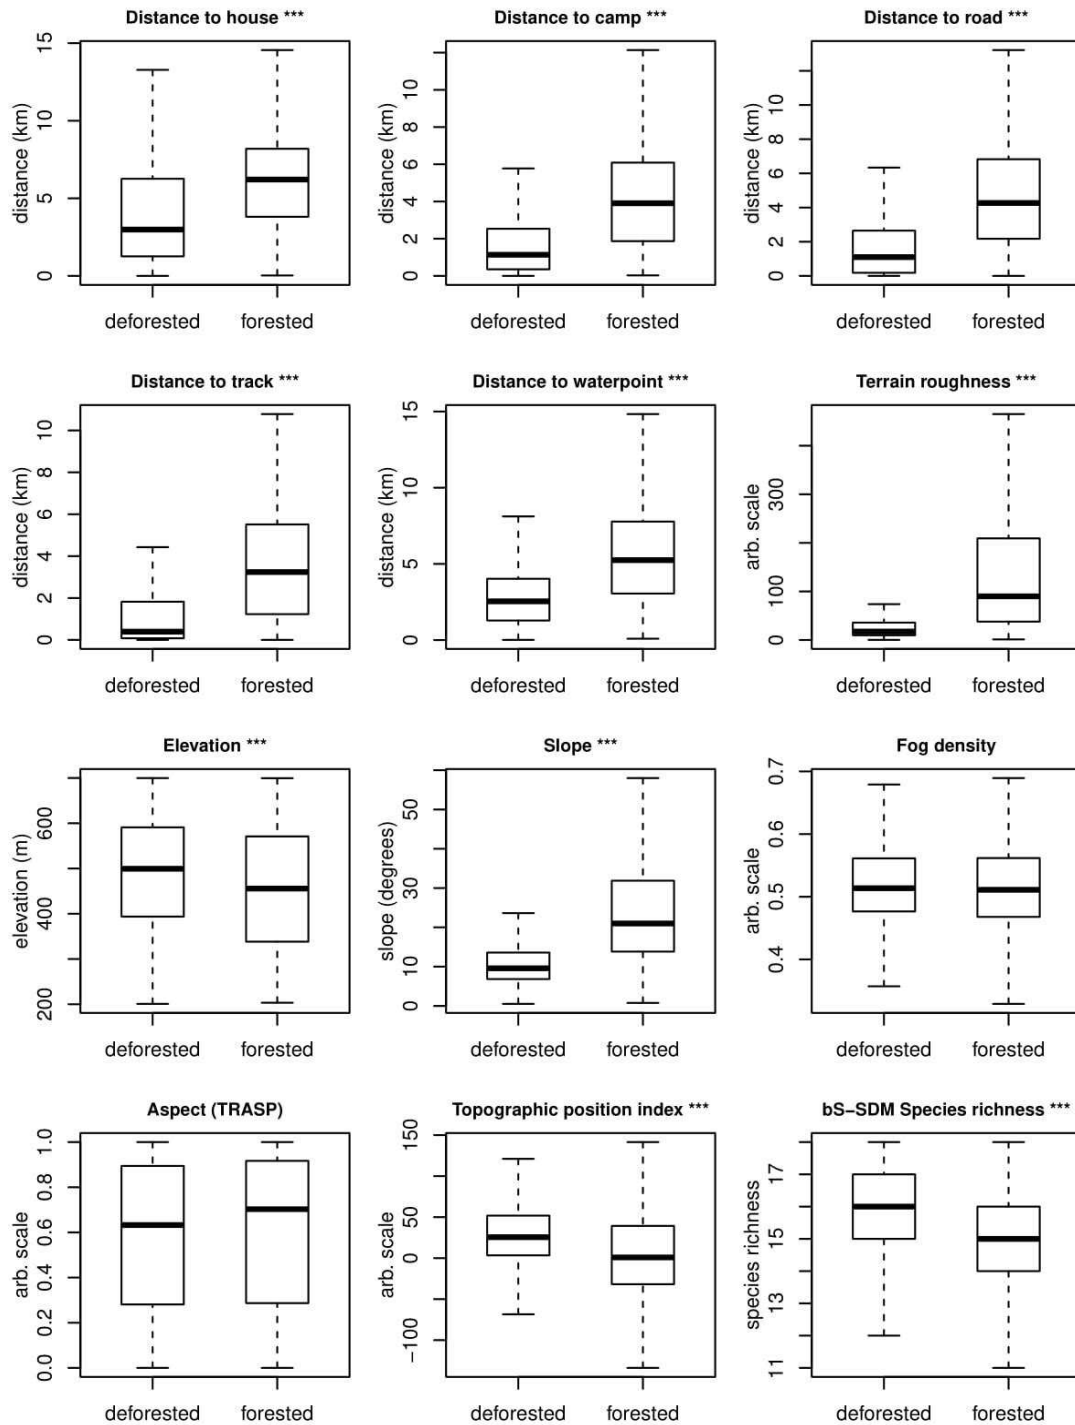 Distance to house ***
distance (km)
15
10
5
0
deforested forested
Distance to camp ***
distance (km)
10
6
4
2
0
deforested forested
Distance to road ***
distance (km)
10
8
6
4
2
0
deforested forested
Distance to track ***
distance (km)
10
8
6
4
2
0
deforested forested
Distance to waterpoint ***
distance (km)
15
10
5
0
deforested forested
Terrain roughness ***
arb. scale
300
100
0
deforested forested
Elevation ***
elevation (m)
600
400
200
deforested forested
Slope ***
slope (degrees)
50
30
10
0
deforested forested
Fog density
arb. scale
0.7
0.6
0.5
0.4
deforested forested
Aspect (TRASP)
arb. scale
1.0
0.8
0.6
0.4
0.2
0.0
deforested forested
Topographic position index ***
arb. scale
150
50
0
−100
deforested forested
bS−SDM Species richness ***
species richness
17
15
13
11
deforested forested